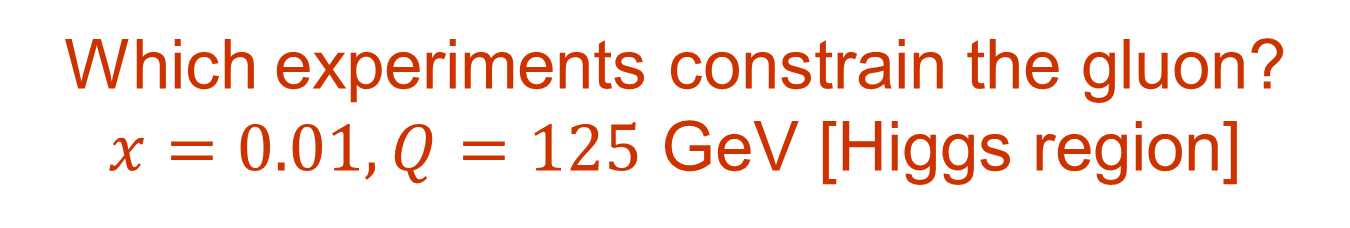 Which experiments constrain the gluon?
x = 0.01, Q = 125 GeV [Higgs region]